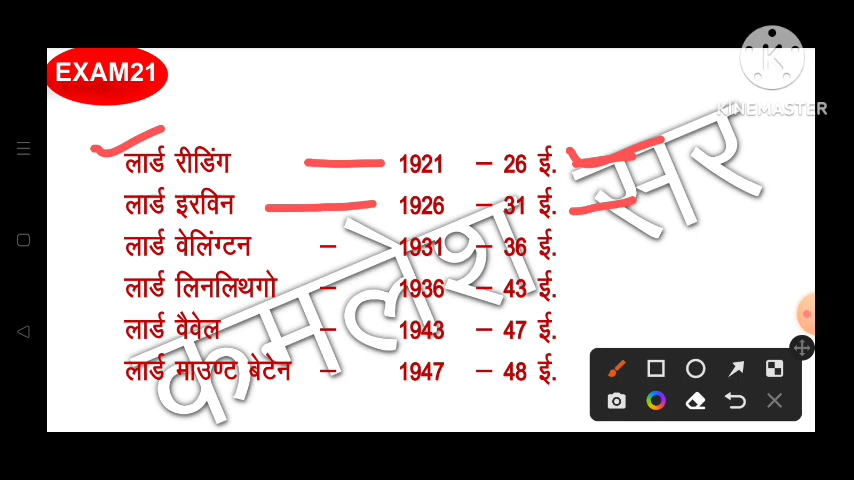 EXAM21
KINEMASTER
लार्ड रीडिंग — 1921 – 26 ई.
लार्ड इरविन — 1926 – 31 ई.
लार्ड वेलिंग्टन – 1931 – 36 ई.
लार्ड लिनलिथगो – 1936 – 43 ई.
लार्ड वैवेल – 1943 – 47 ई.
लार्ड माउण्ट बेटेन – 1947 – 48 ई.
कमलेश सर